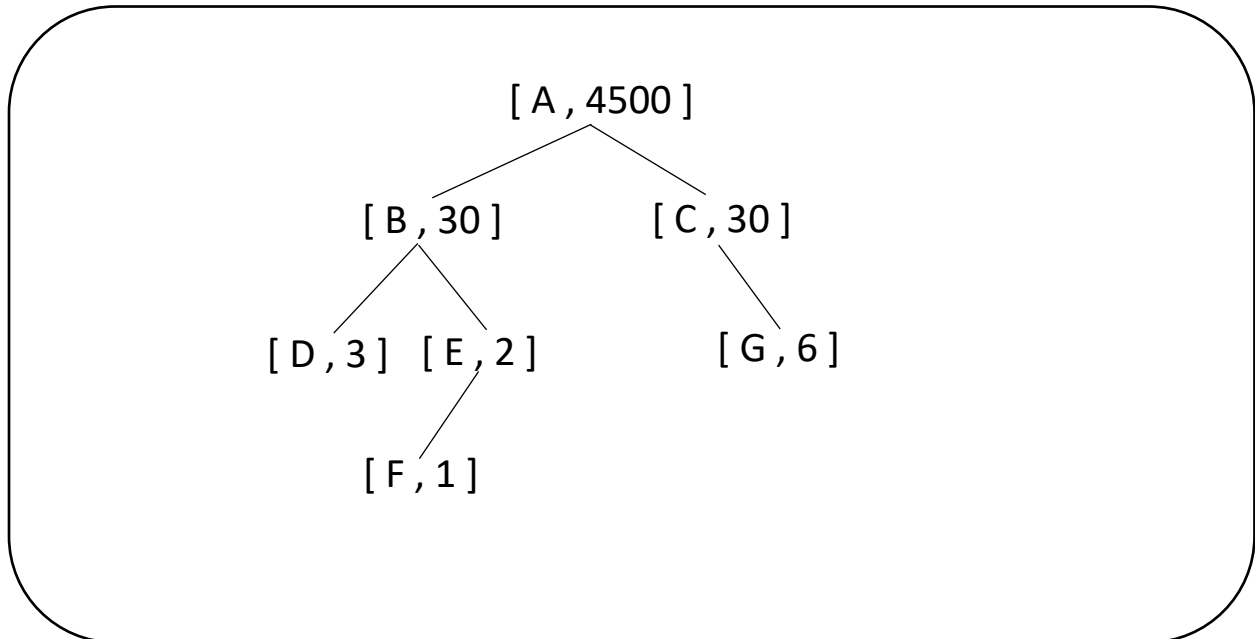 [ A , 4500 ]
[ B , 30 ] [ C , 30 ]
[ D , 3 ] [ E , 2 ] [ G , 6 ]
[ F , 1 ]